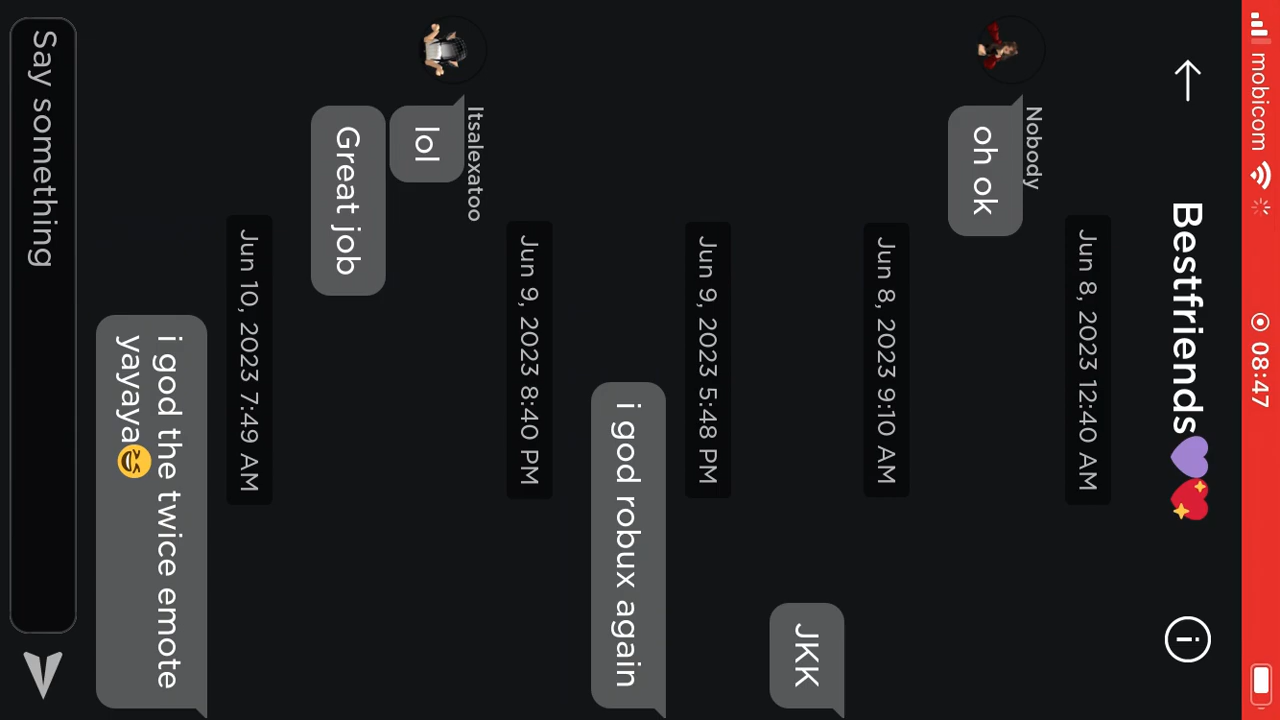 mobicom 08:47
Bestfriends💜💖
Jun 8, 2023 12:40 AM
Nobody
oh ok
Jun 8, 2023 9:10 AM
JKK
Jun 9, 2023 5:48 PM
i god robux again
Jun 9, 2023 8:40 PM
Itsalexatoo
lol
Great job
Jun 10, 2023 7:49 AM
i god the twice emote
yayaya😆
Say something